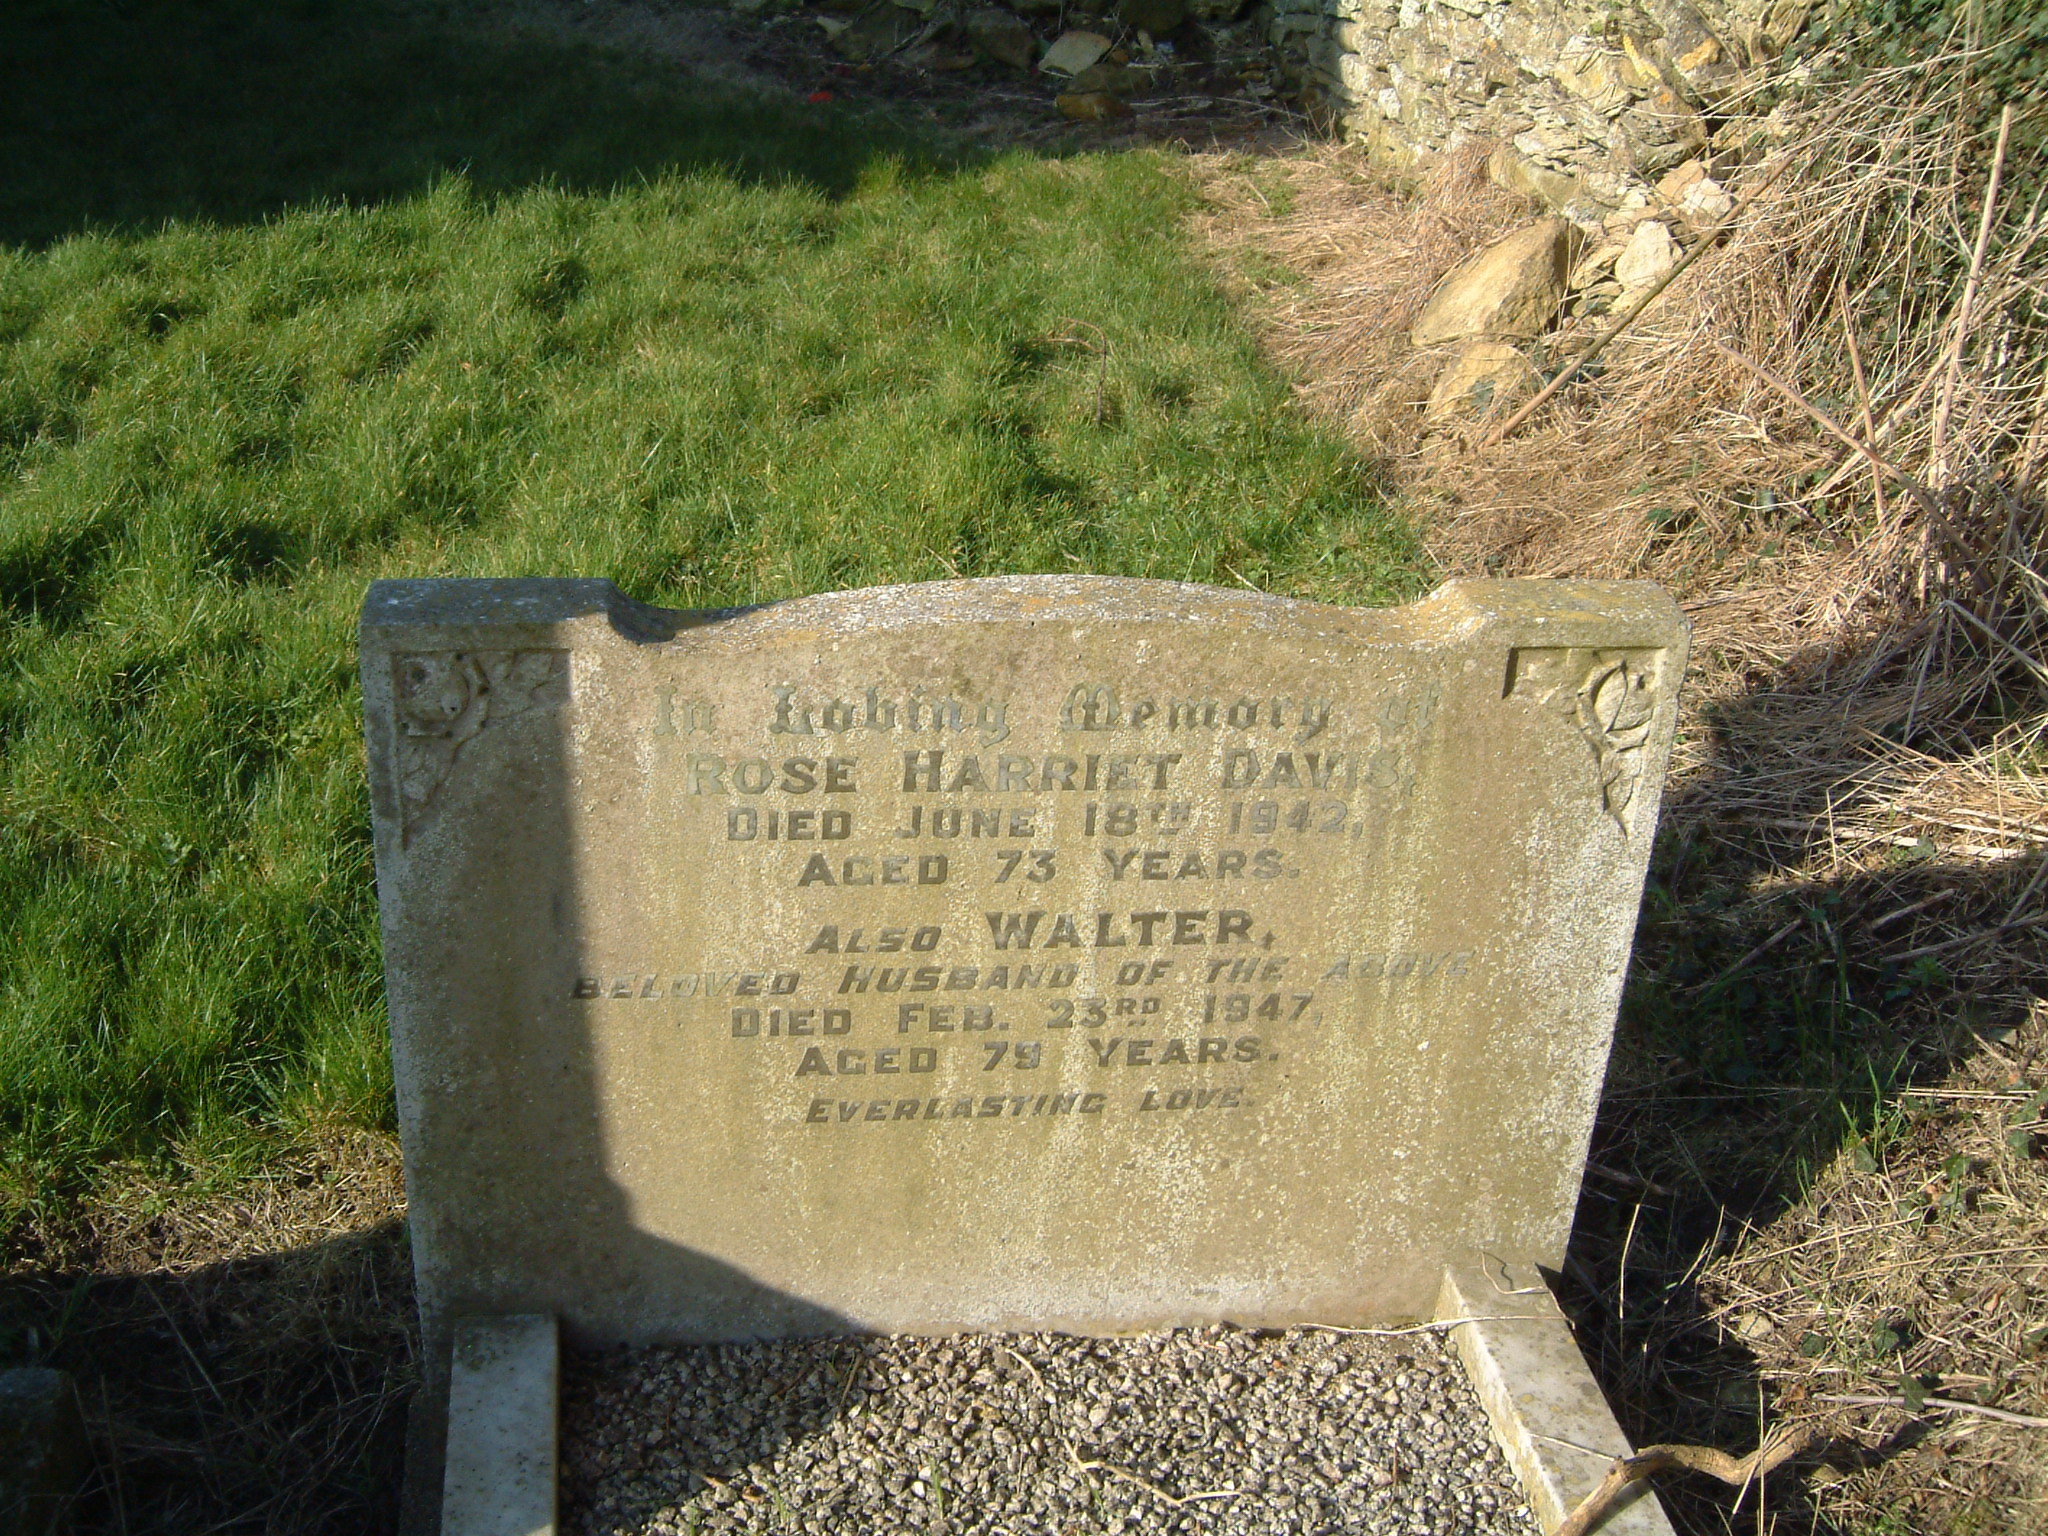 In Loving Memory of
ROSE HARRIET DAVIS,
DIED JUNE 18TH 1942,
AGED 73 YEARS.
ALSO WALTER,
BELOVED HUSBAND OF THE ABOVE
DIED FEB. 23RD 1947,
AGED 79 YEARS.
EVERLASTING LOVE.